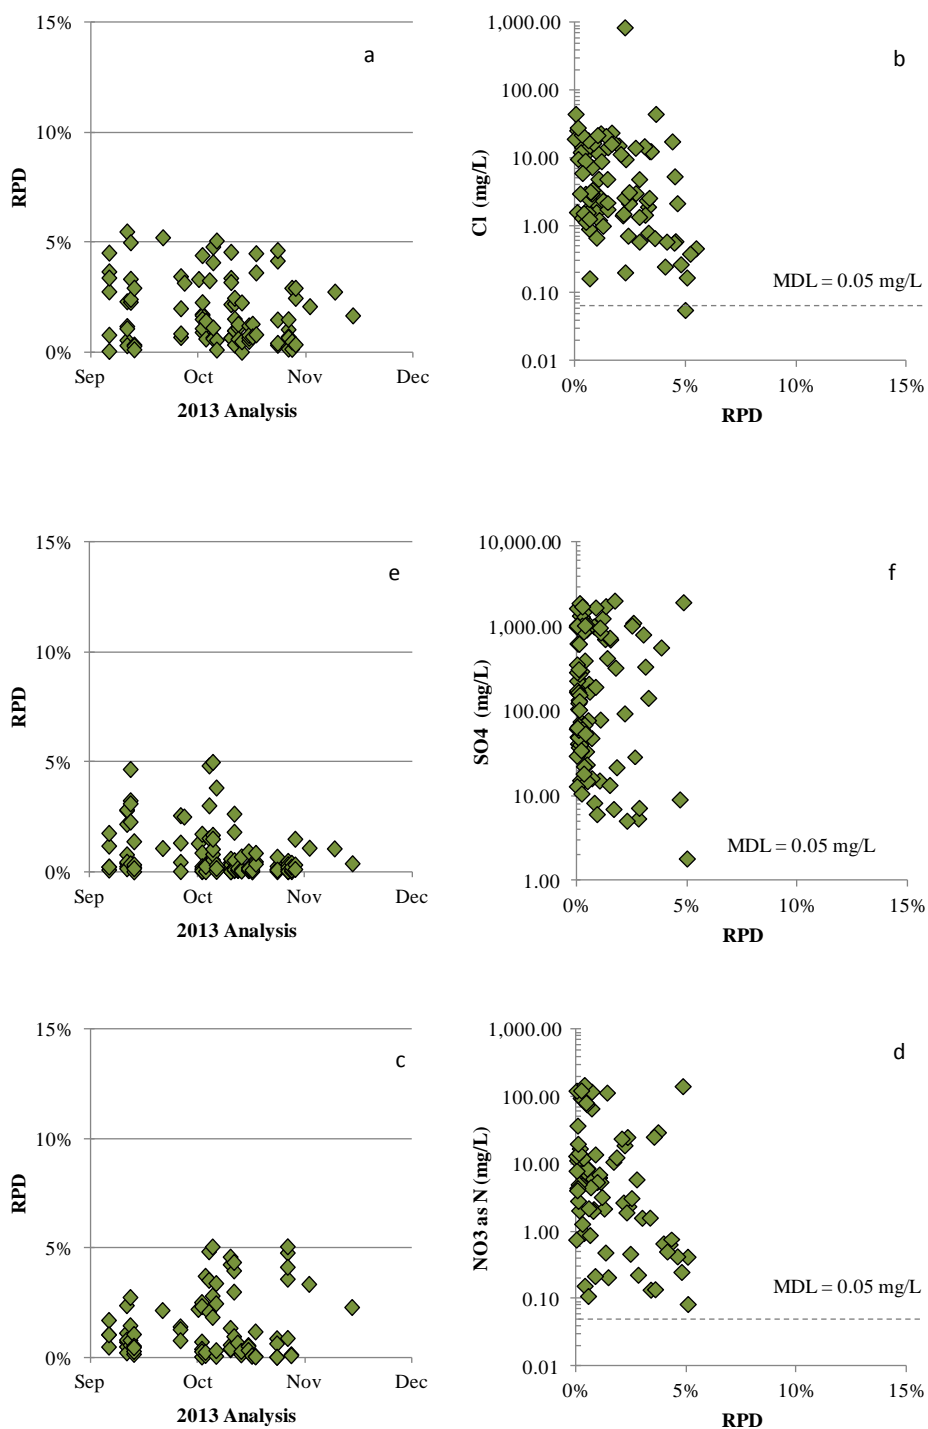 15%
10%
5%
0%
RPD
a
Sep
Oct
Nov
Dec
2013 Analysis
1,000.00
100.00
10.00
1.00
0.10
0.01
Cl (mg/L)
b
MDL = 0.05 mg/L
0%
5%
10%
15%
RPD
15%
10%
5%
0%
RPD
e
Sep
Oct
Nov
Dec
2013 Analysis
10,000.00
1,000.00
100.00
10.00
1.00
SO4 (mg/L)
f
MDL = 0.05 mg/L
0%
5%
10%
15%
RPD
15%
10%
5%
0%
RPD
c
Sep
Oct
Nov
Dec
2013 Analysis
1,000.00
100.00
10.00
1.00
0.10
0.01
NO3 as N (mg/L)
d
MDL = 0.05 mg/L
0%
5%
10%
15%
RPD